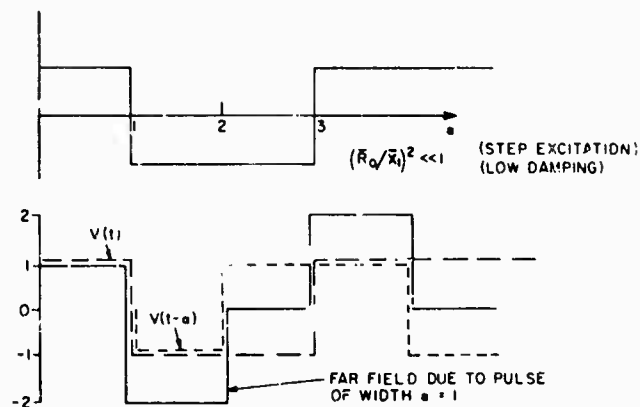 2
3
a
(R̄₀/X̄₁)² <<1
(STEP EXCITATION)
(LOW DAMPING)
2
V(t)
1
V(t-a)
0
-1
FAR FIELD DUE TO PULSE
OF WIDTH a = 1
-2